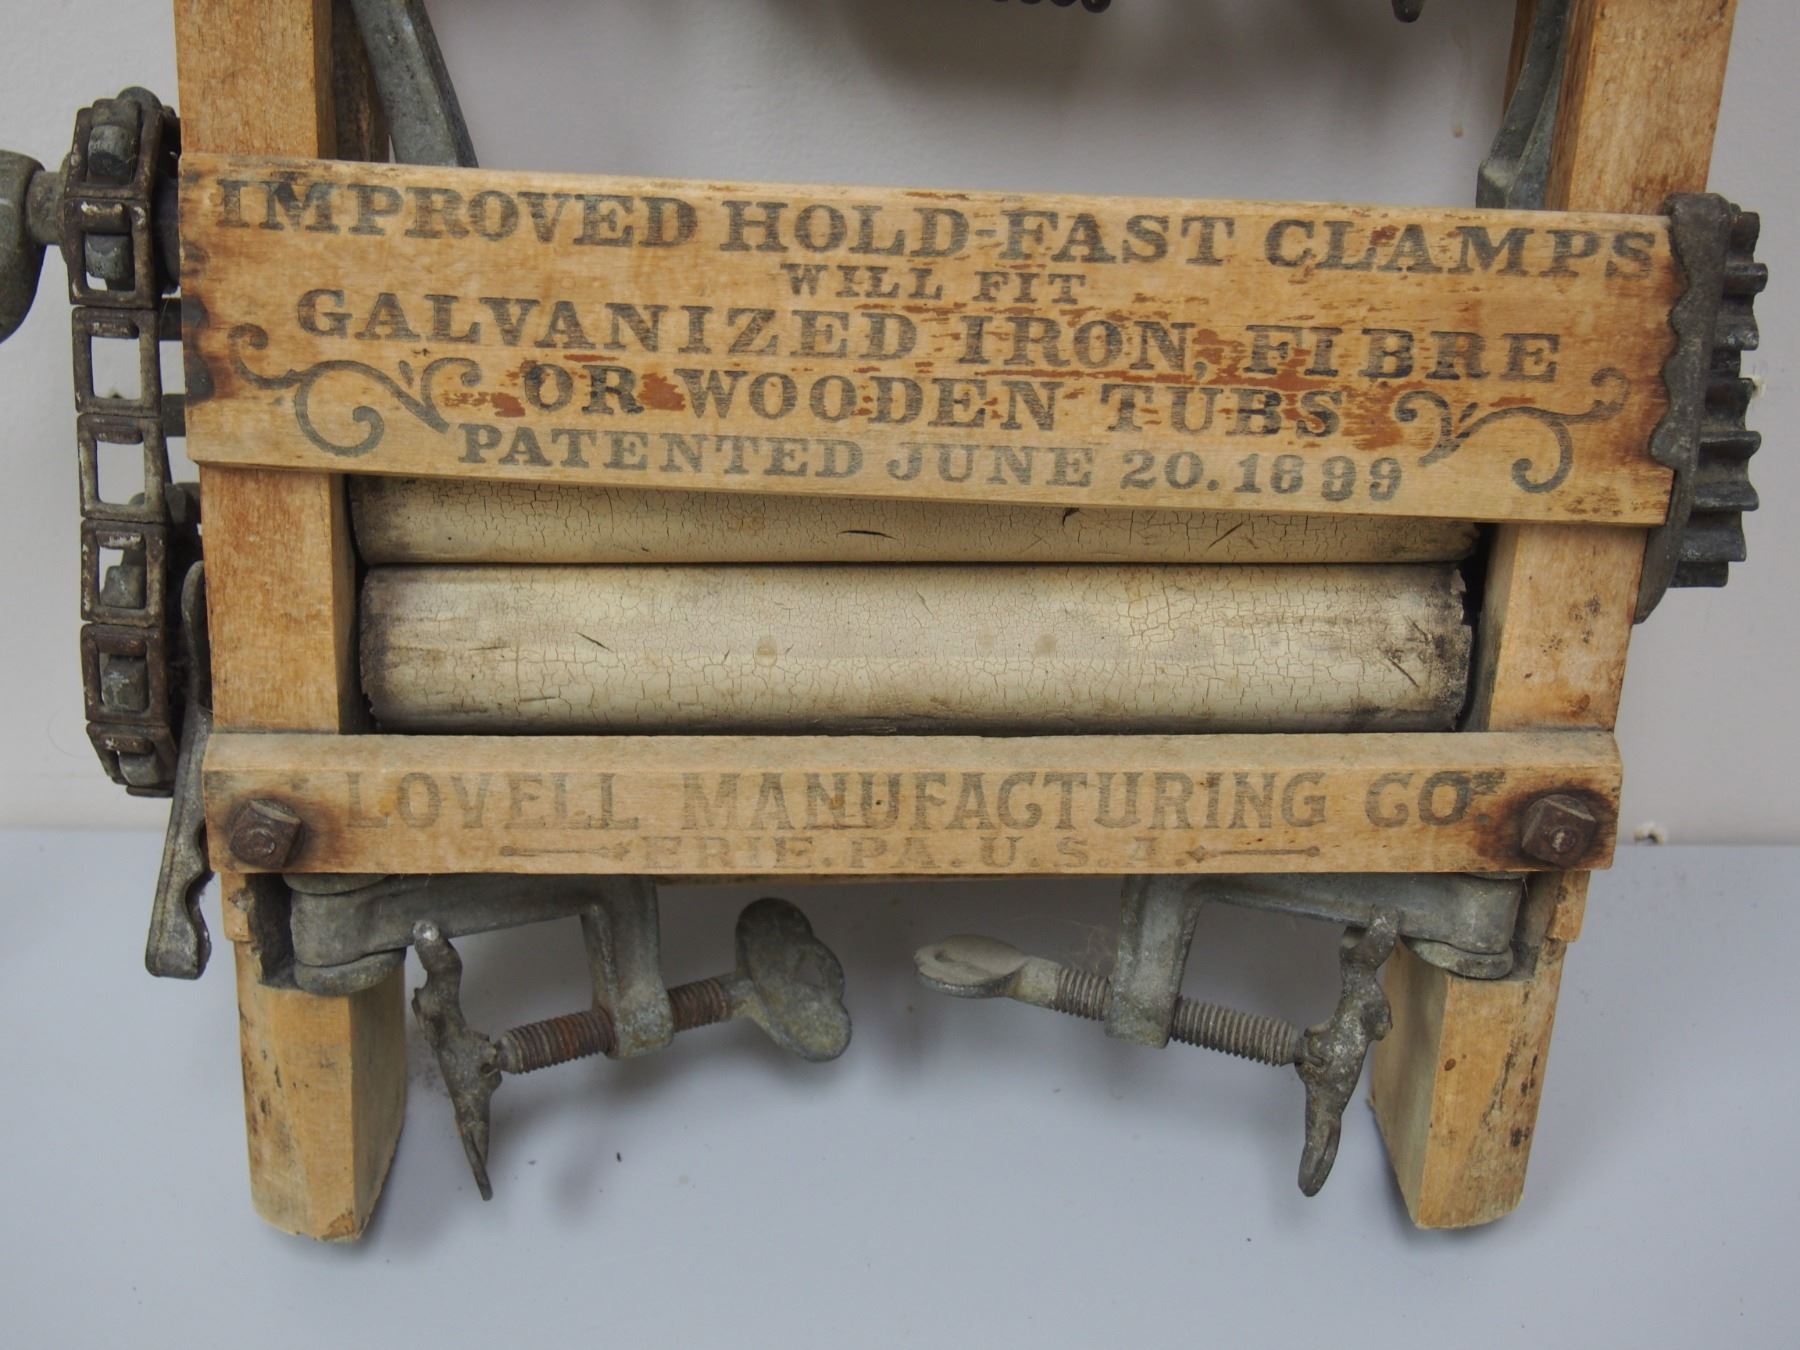 IMPROVED HOLD-FAST CLAMPS
WILL FIT
GALVANIZED IRON, FIBRE
OR WOODEN TUBS
PATENTED JUNE 20. 1899
LOVELL MANUFACTURING CO.
ERIE. PA. U.S.A.